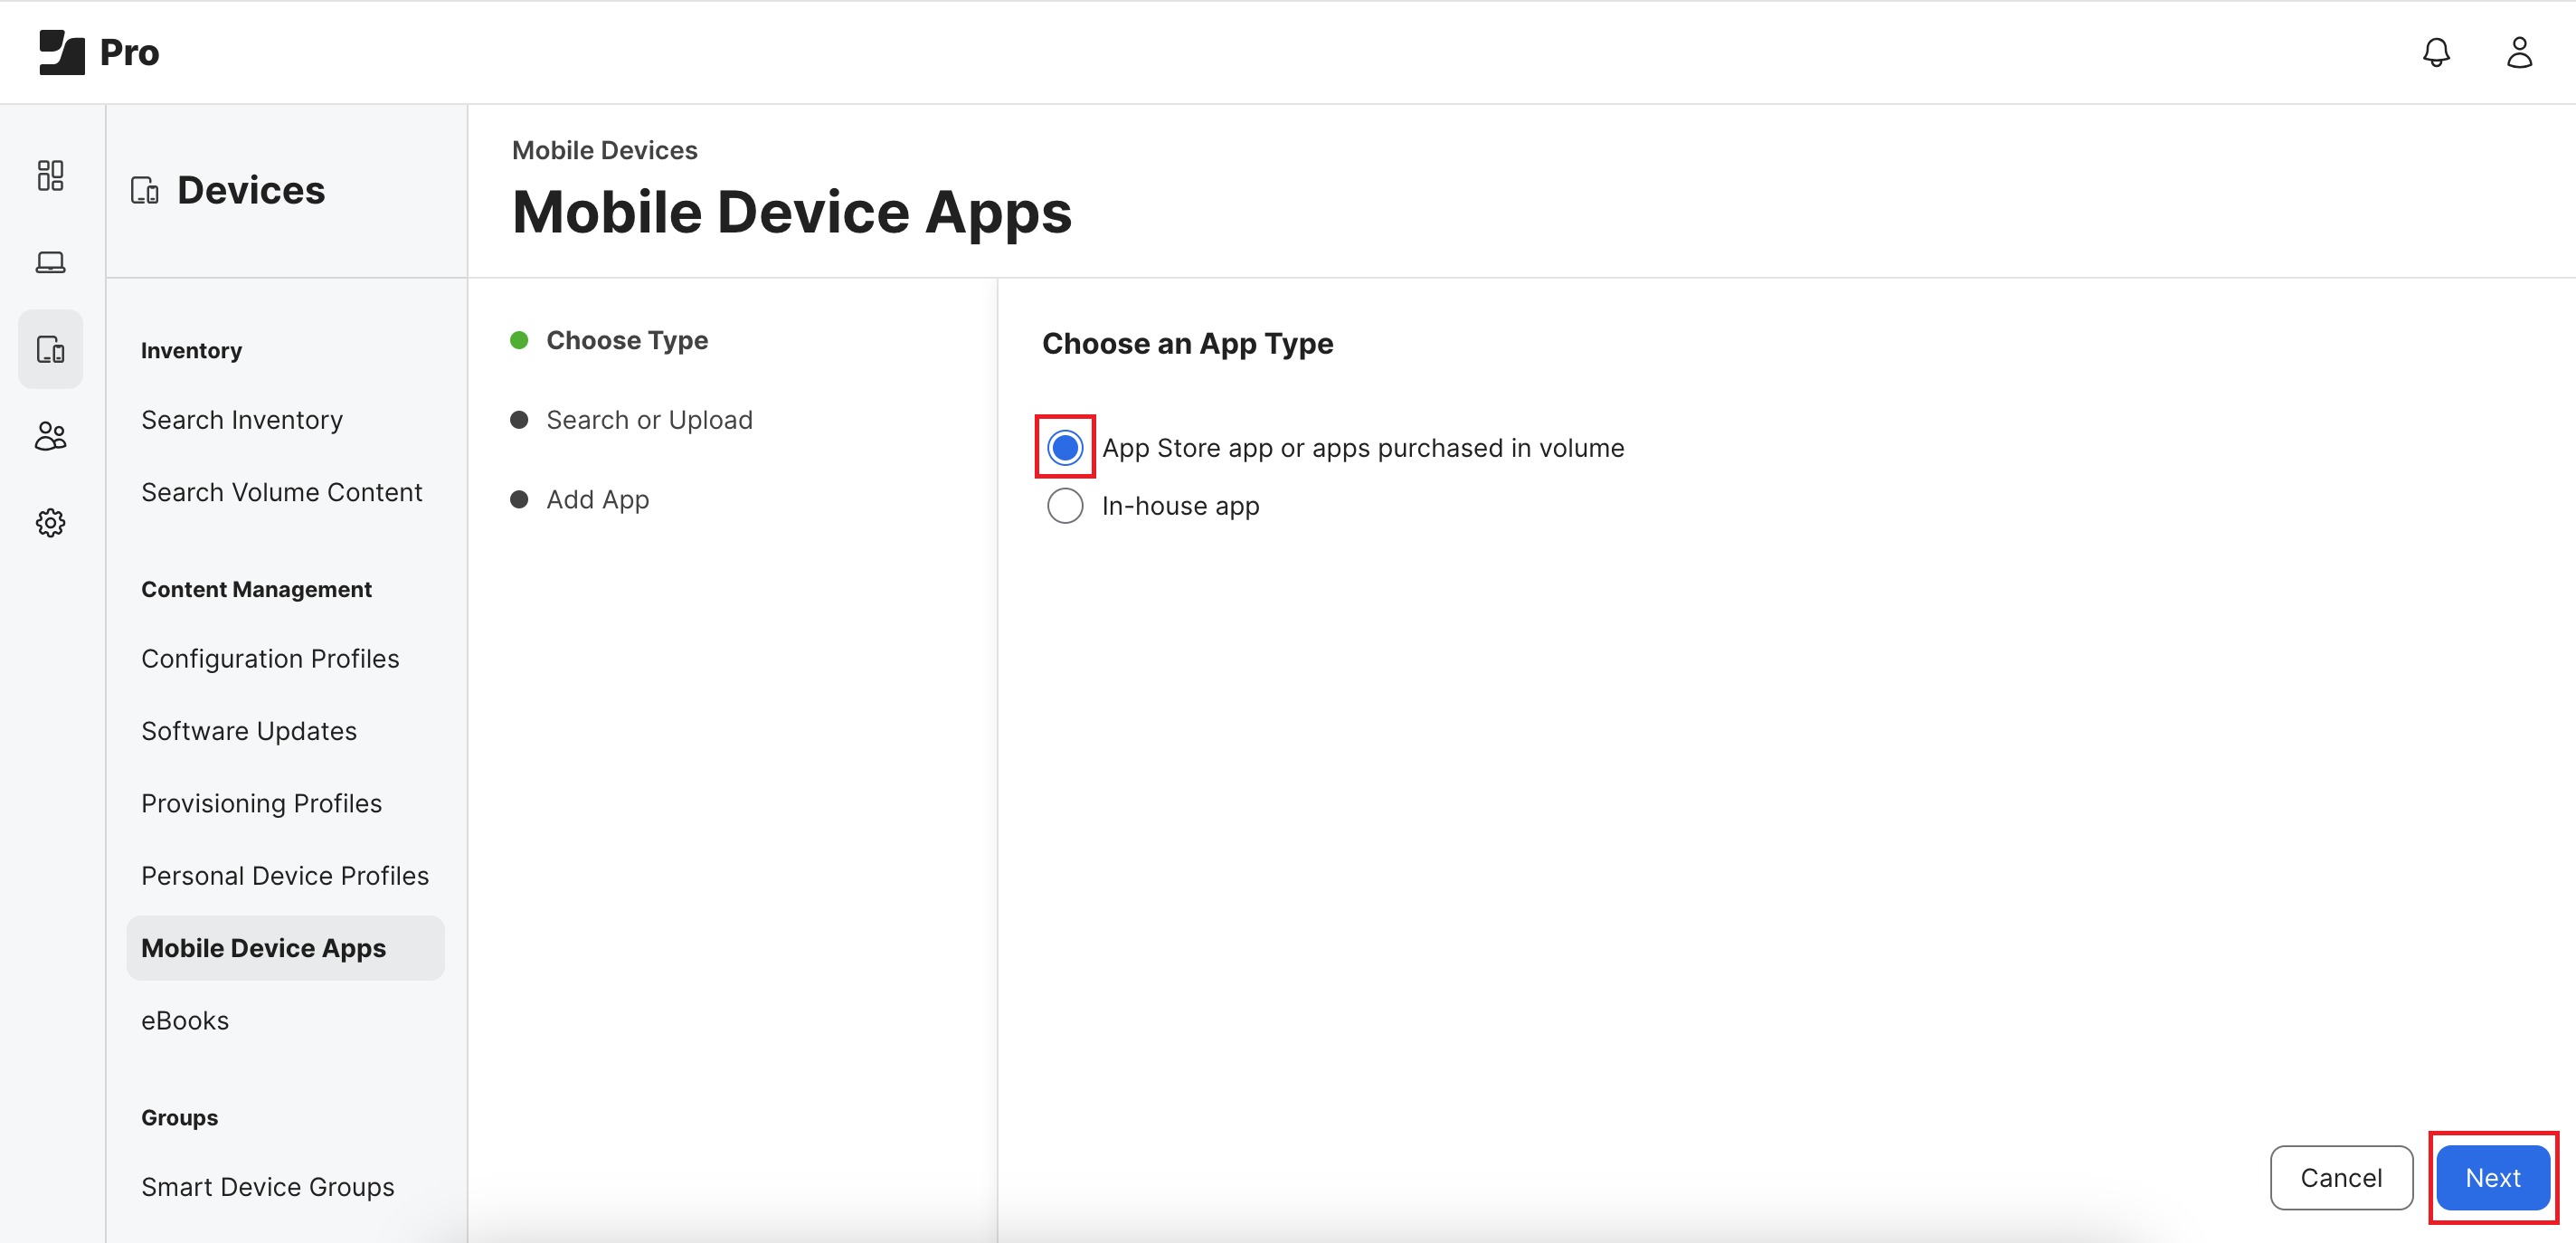 Pro
Devices
Inventory
Search Inventory
Search Volume Content
Content Management
Configuration Profiles
Software Updates
Provisioning Profiles
Personal Device Profiles
Mobile Device Apps
eBooks
Groups
Smart Device Groups
Mobile Devices
Mobile Device Apps
Choose Type
Search or Upload
Add App
Choose an App Type
App Store app or apps purchased in volume
In-house app
Cancel
Next